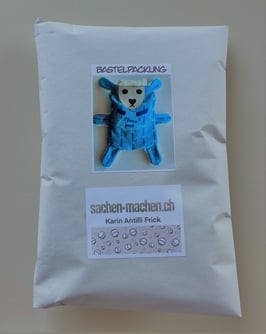 BASTELPACKUNG
sachen-machen.ch
Karin Antilli Frick